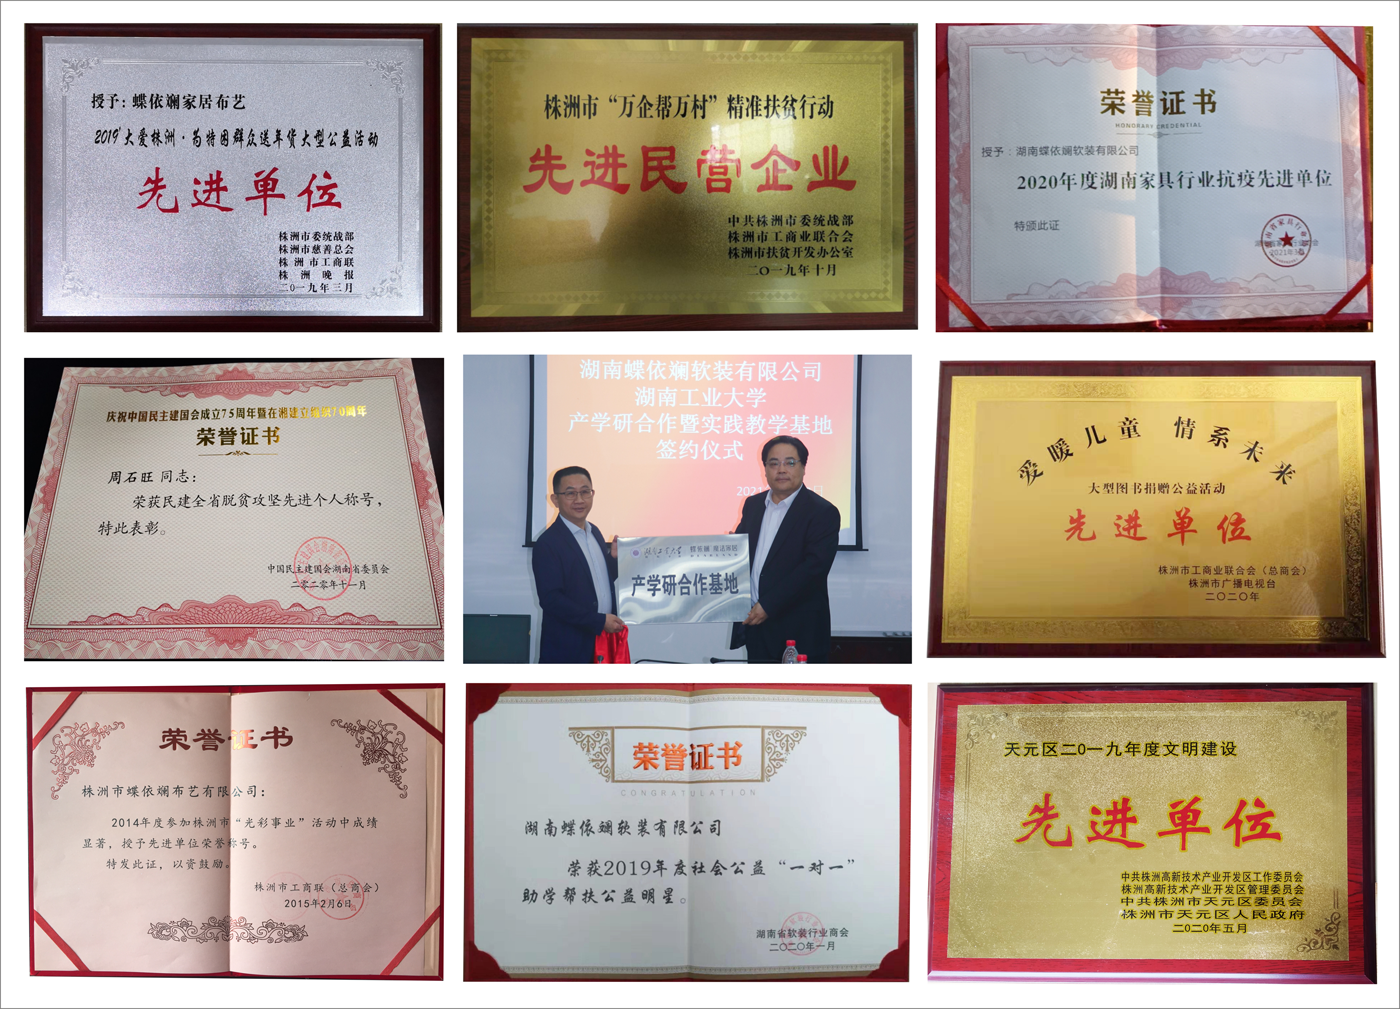 授予：蝶依斓家居布艺
2019'大爱株洲·为特困群众送年货大型公益活动
先进单位
株洲市委统战部
株洲市慈善总会
株洲市工商联
株洲晚报
二〇一九年三月
株洲市“万企帮万村”精准扶贫行动
先进民营企业
中共株洲市委统战部
株洲市工商业联合会
株洲市扶贫开发办公室
二〇一九年十月
荣誉证书
HONORARY CREDENTIAL
授予：湖南蝶依斓软装有限公司
2020年度湖南家具行业抗疫先进单位
特颁此证
庆祝中国民主建国会成立75周年暨在湘建立组织70周年
荣誉证书
周石旺 同志：
荣获民建全省脱贫攻坚先进个人称号，
特此表彰。
中国民主建国会湖南省委员会
二〇二〇年十一月
湖南蝶依斓软装有限公司
湖南工业大学
产学研合作暨实践教学基地
签约仪式
2021
湖南工业大学
产学研合作基地
爱暖儿童 情系未来
大型图书捐赠公益活动
先进单位
株洲市工商业联合会（总商会）
株洲市广播电视台
二〇二〇年
荣誉证书
株洲市蝶依斓布艺有限公司：
2014年度参加株洲市“光彩事业”活动中成绩
显著，授予先进单位荣誉称号。
特发此证，以资鼓励。
株洲市工商联（总商会）
2015年2月6日
荣誉证书
CONGRATULATION
湖南蝶依斓软装有限公司
荣获2019年度社会公益“一对一”
助学帮扶公益明星。
湖南省软装行业商会
二〇二〇年一月
天元区二〇一九年度文明建设
先进单位
中共株洲高新技术产业开发区工作委员会
株洲高新技术产业开发区管理委员会
中共株洲市天元区委员会
株洲市天元区人民政府
二〇二〇年五月